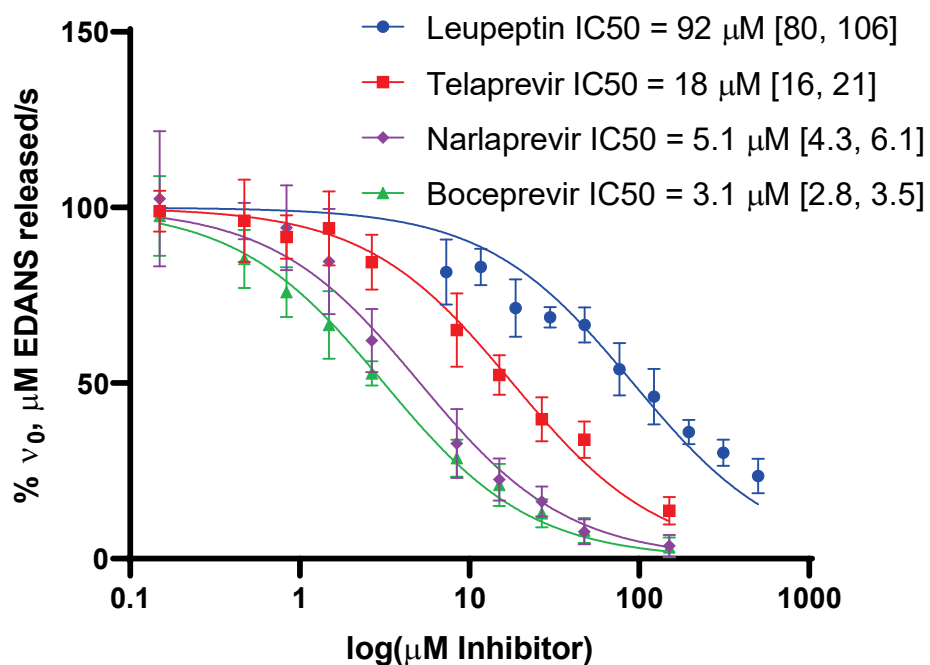 Leupeptin IC50 = 92 μM [80, 106]
Telaprevir IC50 = 18 μM [16, 21]
Narlaprevir IC50 = 5.1 μM [4.3, 6.1]
Boceprevir IC50 = 3.1 μM [2.8, 3.5]
% ν₀, μM EDANS released/s
150
100
50
0
0.1 1 10 100 1000
log(μM Inhibitor)